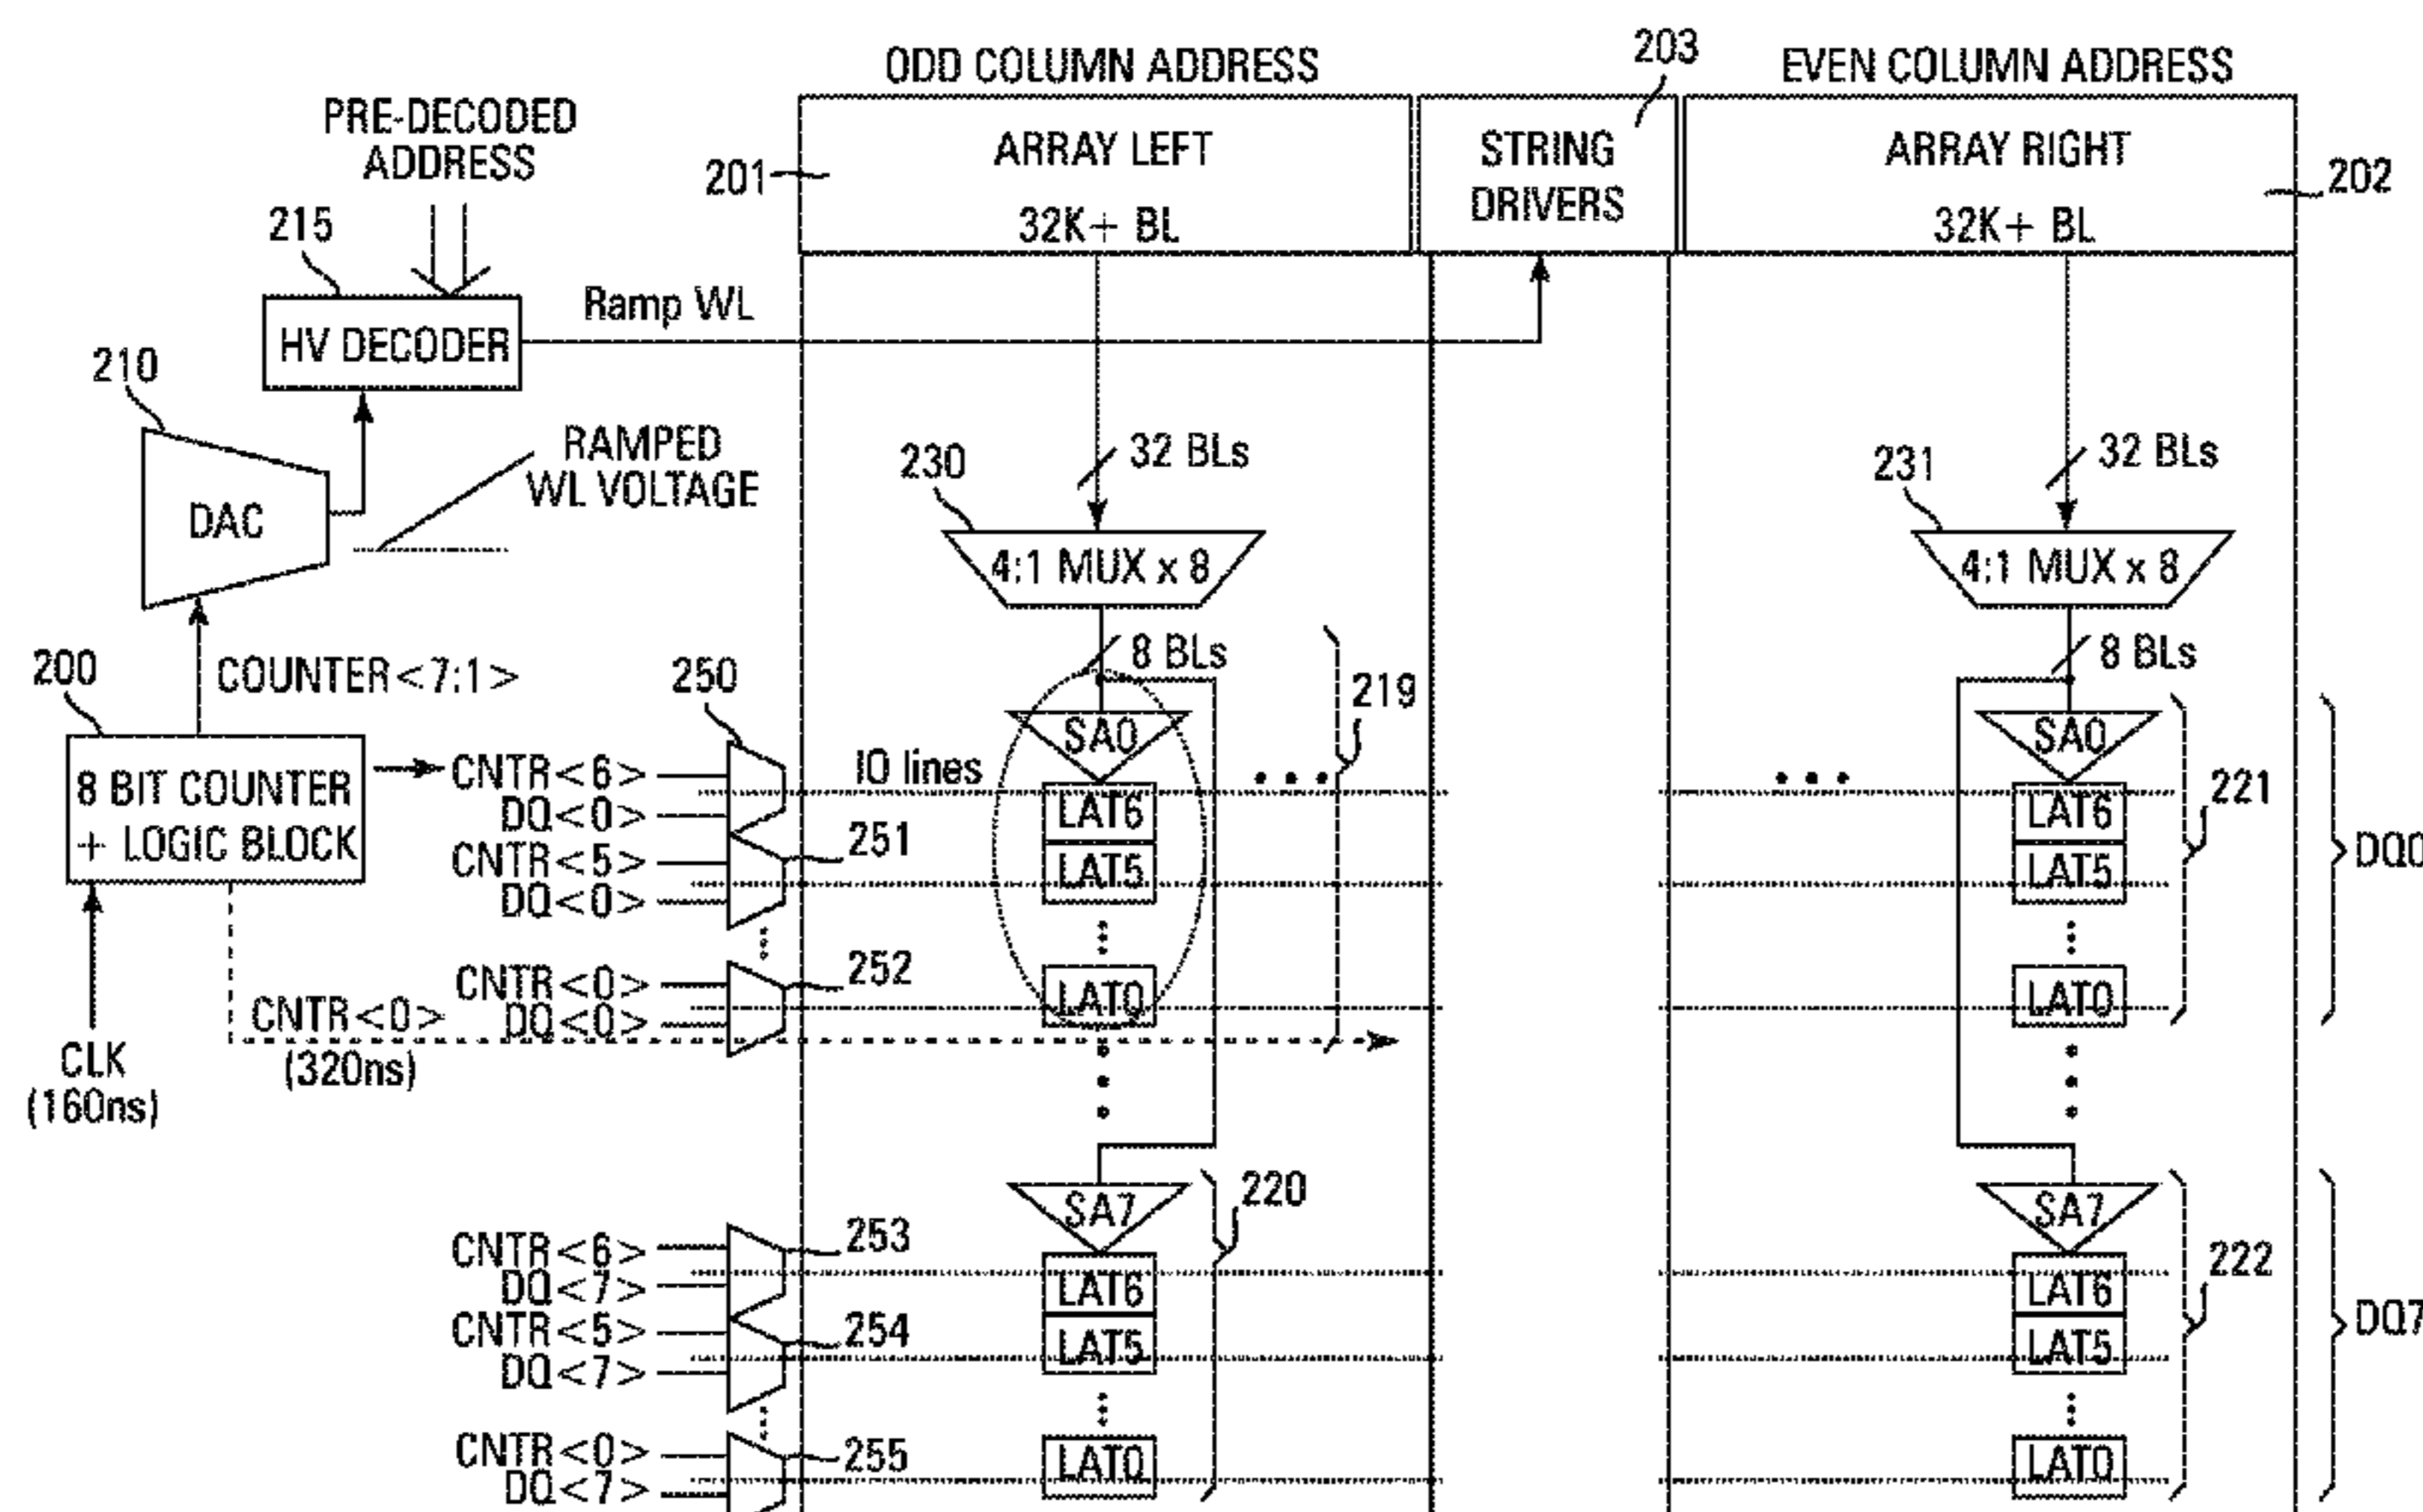 ODD COLUMN ADDRESS
203
EVEN COLUMN ADDRESS
PRE-DECODED
ADDRESS
201
ARRAY LEFT
32K+ BL
STRING
DRIVERS
ARRAY RIGHT
32K+ BL
202
215
HV DECODER
Ramp WL
210
DAC
RAMPED
WL VOLTAGE
230
32 BLs
231
32 BLs
4:1 MUX x 8
4:1 MUX x 8
8 BLs
8 BLs
200
COUNTER<7:1>
250
219
8 BIT COUNTER
+ LOGIC BLOCK
CNTR<6>
DQ<0>
IO lines
SA0
SA0
LAT6
LAT6
221
CNTR<5>
DQ<0>
251
LAT5
LAT5
DQ0
CNTR<0>
DQ<0>
252
LAT0
LAT0
CNTR<0>
(320ns)
CLK
(160ns)
SA7
220
SA7
CNTR<6>
DQ<7>
253
LAT6
LAT6
222
CNTR<5>
DQ<7>
254
LAT5
LAT5
DQ7
CNTR<0>
DQ<7>
255
LAT0
LAT0